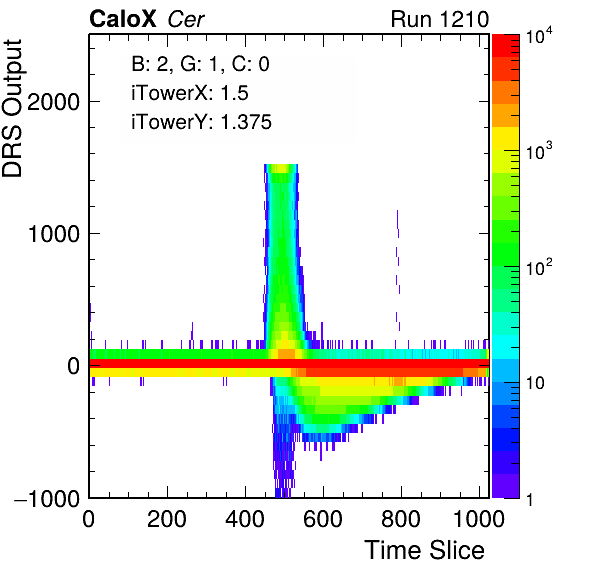 CaloX Cer Run 1210
B: 2, G: 1, C: 0
iTowerX: 1.5
iTowerY: 1.375
DRS Output
2000
1000
0
−1000
0 200 400 600 800 1000
Time Slice
10^4
10^3
10^2
10
1